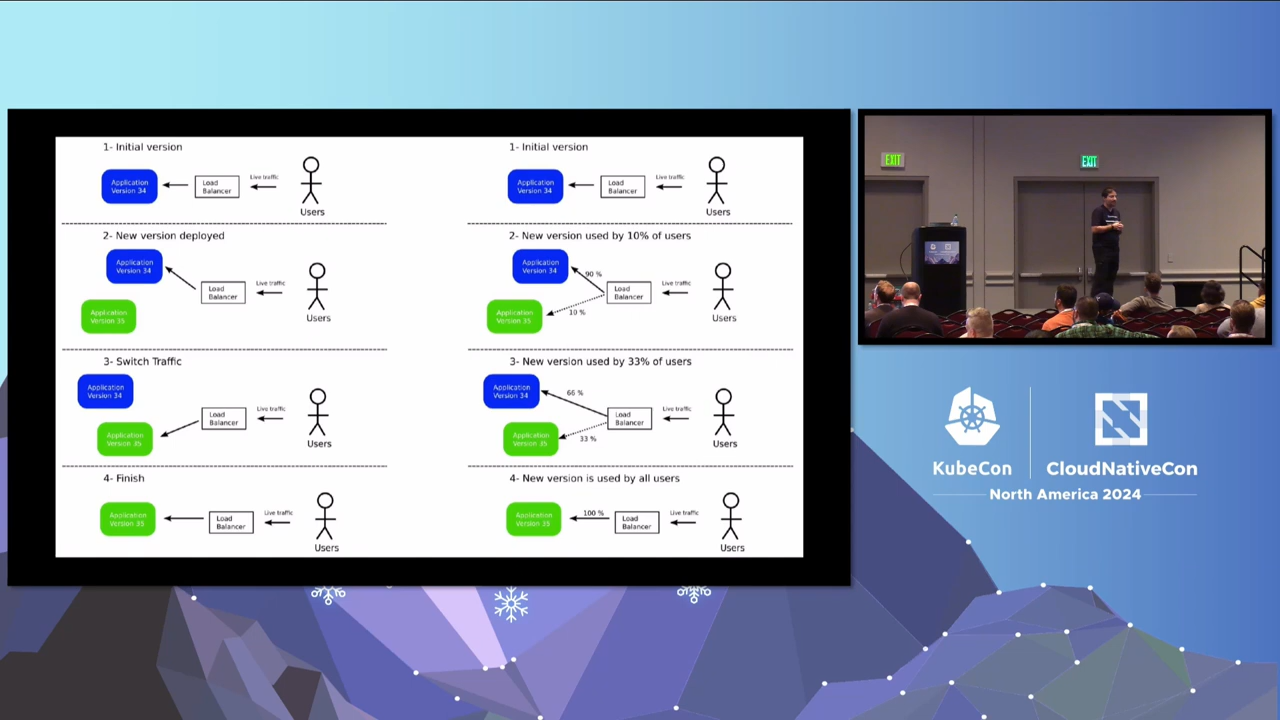 1- Initial version
Application
Version 34
Load
Balancer
Live traffic
Users
2- New version deployed
Application
Version 34
Application
Version 35
Load
Balancer
Live traffic
Users
3- Switch Traffic
Application
Version 34
Application
Version 35
Load
Balancer
Live traffic
Users
4- Finish
Application
Version 35
Load
Balancer
Live traffic
Users
1- Initial version
Application
Version 34
Load
Balancer
Live traffic
Users
2- New version used by 10% of users
Application
Version 34
90 %
Application
Version 35
10 %
Load
Balancer
Live traffic
Users
3- New version used by 33% of users
Application
Version 34
66 %
Application
Version 35
33 %
Load
Balancer
Live traffic
Users
4- New version is used by all users
Application
Version 35
100 %
Load
Balancer
Live traffic
Users
EXIT
EXIT
KubeCon
CloudNativeCon
North America 2024